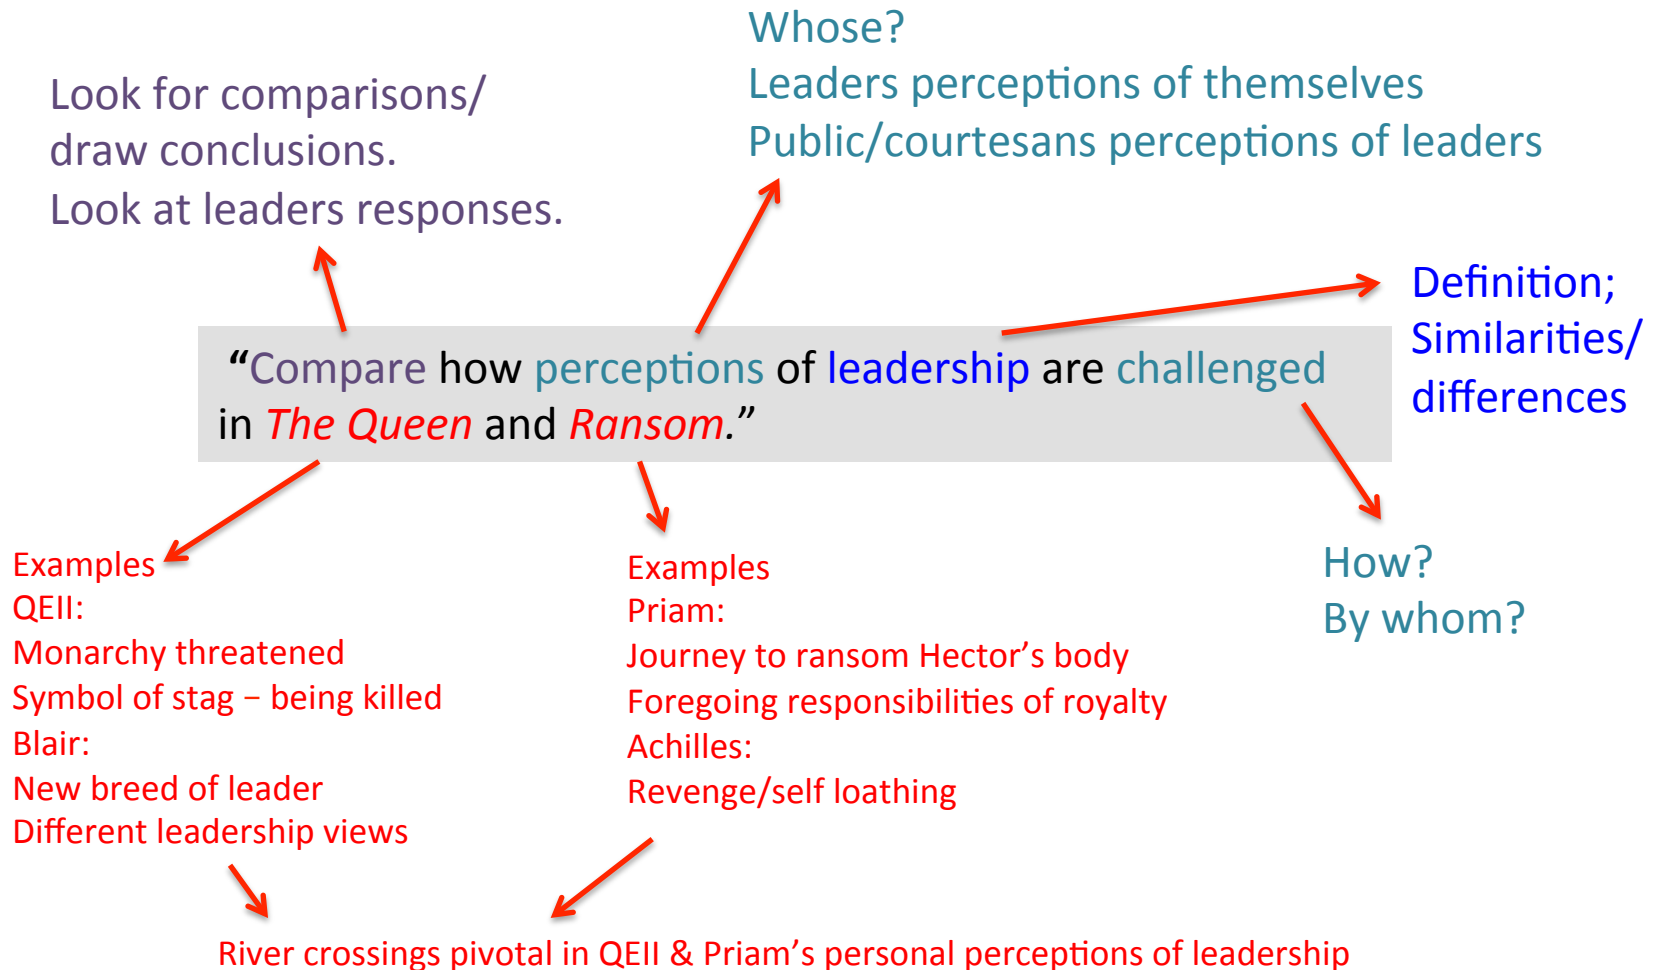 Look for comparisons/
draw conclusions.
Look at leaders responses.
Whose?
Leaders perceptions of themselves
Public/courtesans perceptions of leaders
Definition;
Similarities/
differences
“Compare how perceptions of leadership are challenged
in The Queen and Ransom.”
How?
By whom?
Examples
QEII:
Monarchy threatened
Symbol of stag – being killed
Blair:
New breed of leader
Different leadership views
Examples
Priam:
Journey to ransom Hector’s body
Foregoing responsibilities of royalty
Achilles:
Revenge/self loathing
River crossings pivotal in QEII & Priam’s personal perceptions of leadership